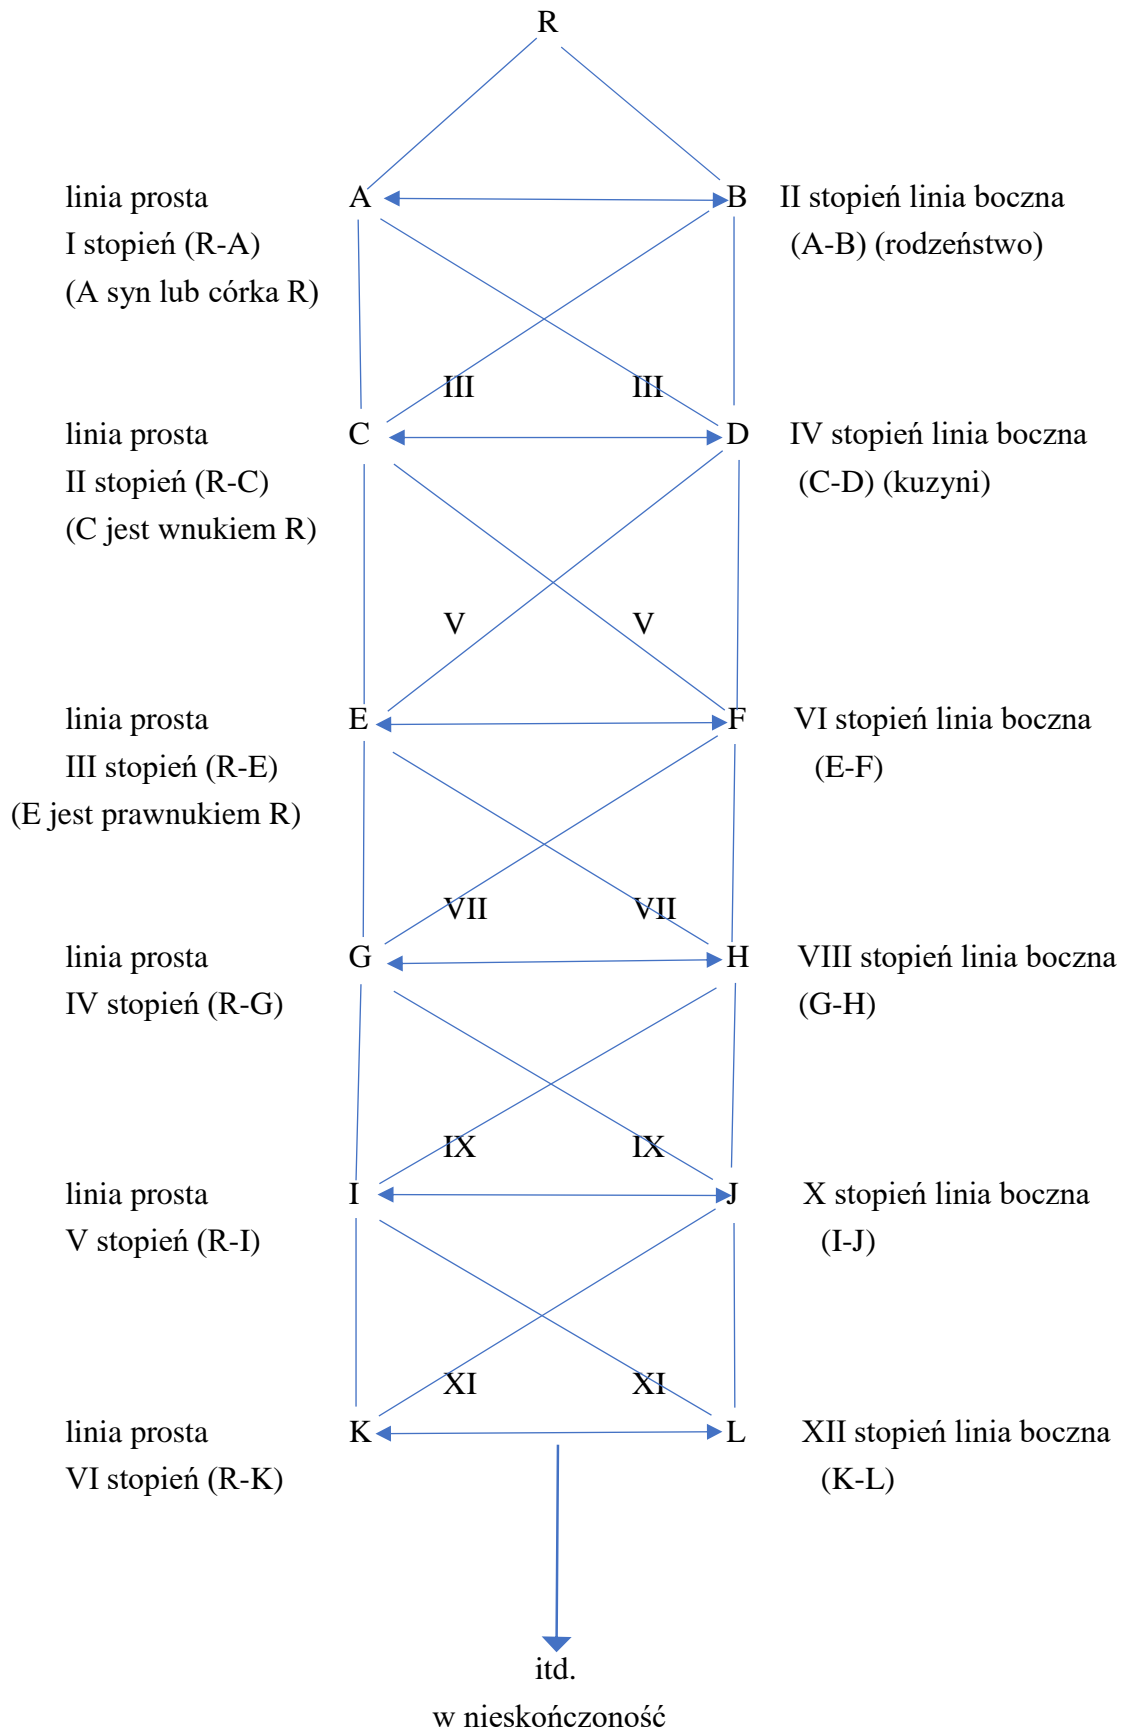 R
linia prosta
A
B
II stopień linia boczna
I stopień (R-A)
(A-B) (rodzeństwo)
(A syn lub córka R)
III
III
linia prosta
C
D
IV stopień linia boczna
II stopień (R-C)
(C-D) (kuzyni)
(C jest wnukiem R)
V
V
linia prosta
E
F
VI stopień linia boczna
III stopień (R-E)
(E-F)
(E jest prawnukiem R)
VII
VII
linia prosta
G
H
VIII stopień linia boczna
IV stopień (R-G)
(G-H)
IX
IX
linia prosta
I
J
X stopień linia boczna
V stopień (R-I)
(I-J)
XI
XI
linia prosta
K
L
XII stopień linia boczna
VI stopień (R-K)
(K-L)
itd.
w nieskończoność